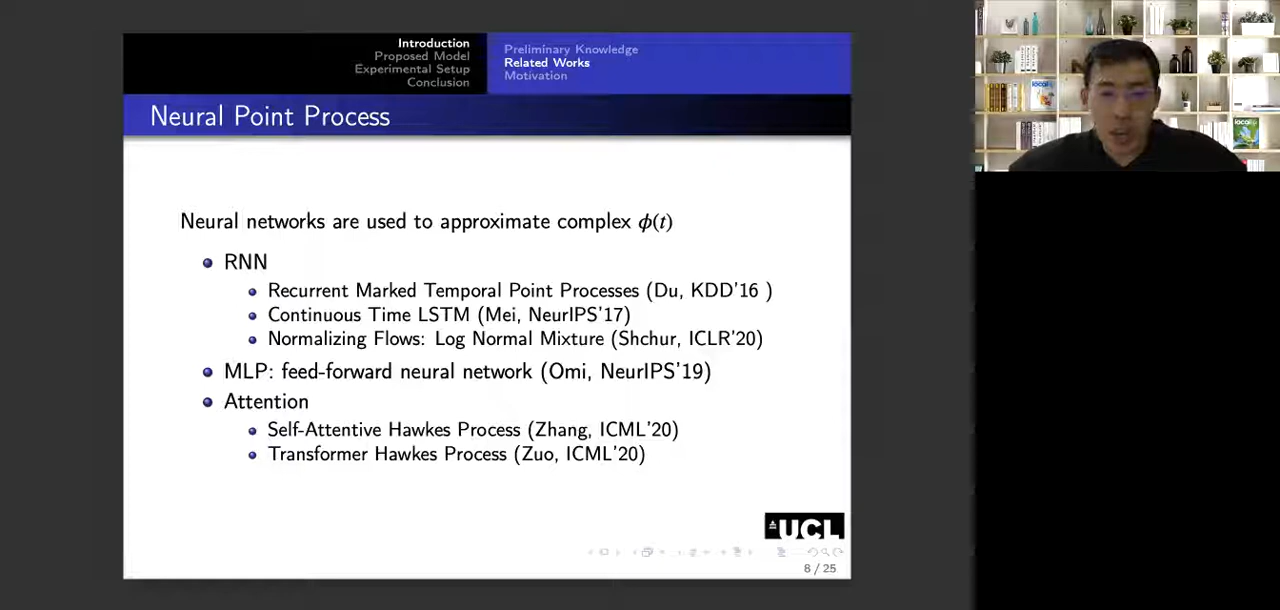 Introduction
Proposed Model
Experimental Setup
Conclusion
Preliminary Knowledge
Related Works
Motivation
Neural Point Process
Neural networks are used to approximate complex ϕ(t)
RNN
Recurrent Marked Temporal Point Processes (Du, KDD'16 )
Continuous Time LSTM (Mei, NeurIPS'17)
Normalizing Flows: Log Normal Mixture (Shchur, ICLR'20)
MLP: feed-forward neural network (Omi, NeurIPS'19)
Attention
Self-Attentive Hawkes Process (Zhang, ICML'20)
Transformer Hawkes Process (Zuo, ICML'20)
UCL
8 / 25
local
local